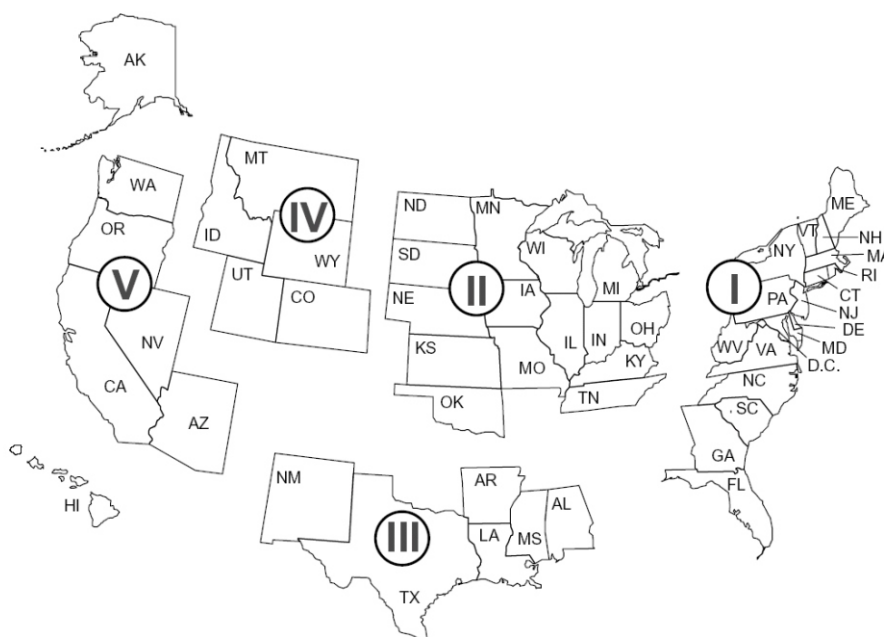 AK
WA
OR
V
NV
CA
AZ
HI
MT
IV
ID
WY
UT
CO
ND
MN
SD
WI
II
NE
IA
MI
KS
IL
IN
OH
MO
KY
OK
TN
NM
AR
AL
III
LA
MS
TX
ME
VT
NH
NY
MA
RI
I
PA
CT
NJ
DE
WV
VA
MD
D.C.
NC
SC
GA
FL